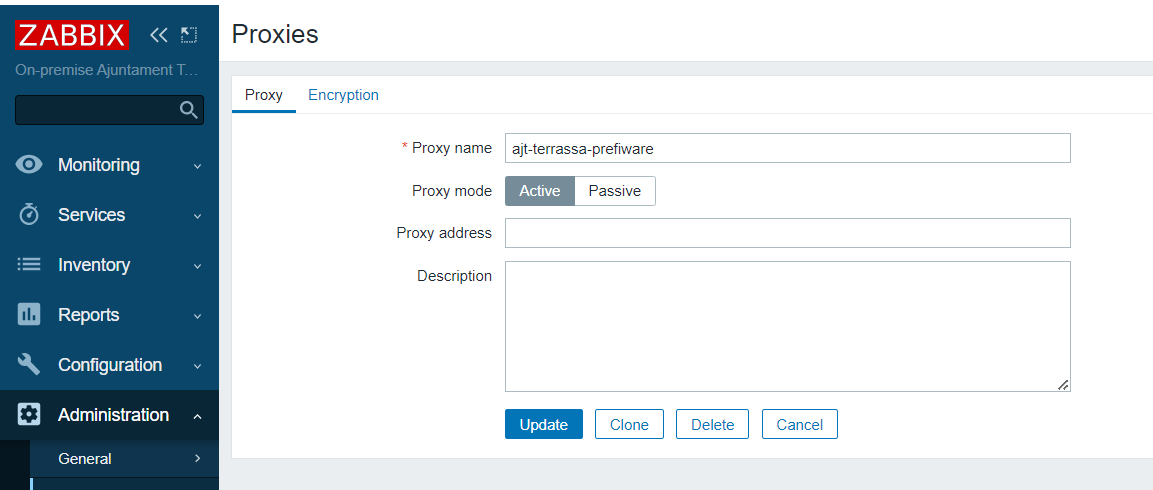 ZABBIX
On-premise Ajuntament T...
Monitoring
Services
Inventory
Reports
Configuration
Administration
General
Proxies
Proxy Encryption
* Proxy name ajt-terrassa-prefiware
Proxy mode Active Passive
Proxy address
Description
Update Clone Delete Cancel